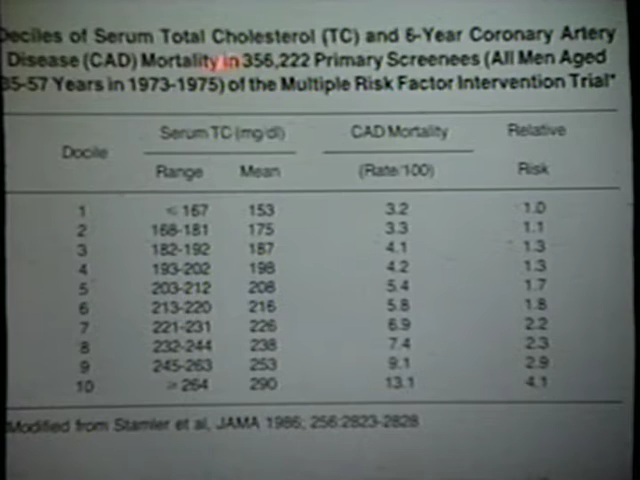 Deciles of Serum Total Cholesterol (TC) and 6-Year Coronary Artery
Disease (CAD) Mortality in 356,222 Primary Screenees (All Men Aged
35-57 Years in 1973-1975) of the Multiple Risk Factor Intervention Trial*
Serum TC (mg/dl) CAD Mortality Relative
Docile
Range Mean (Rate/100) Risk
1 ≤ 167 153 3.2 1.0
2 168-181 175 3.3 1.1
3 182-192 187 4.1 1.3
4 193-202 198 4.2 1.3
5 203-212 208 5.4 1.7
6 213-220 216 5.8 1.8
7 221-231 226 6.9 2.2
8 232-244 238 7.4 2.3
9 245-263 253 9.1 2.9
10 ≥ 264 290 13.1 4.1
*Modified from Stamler et al, JAMA 1986; 256:2823-2828